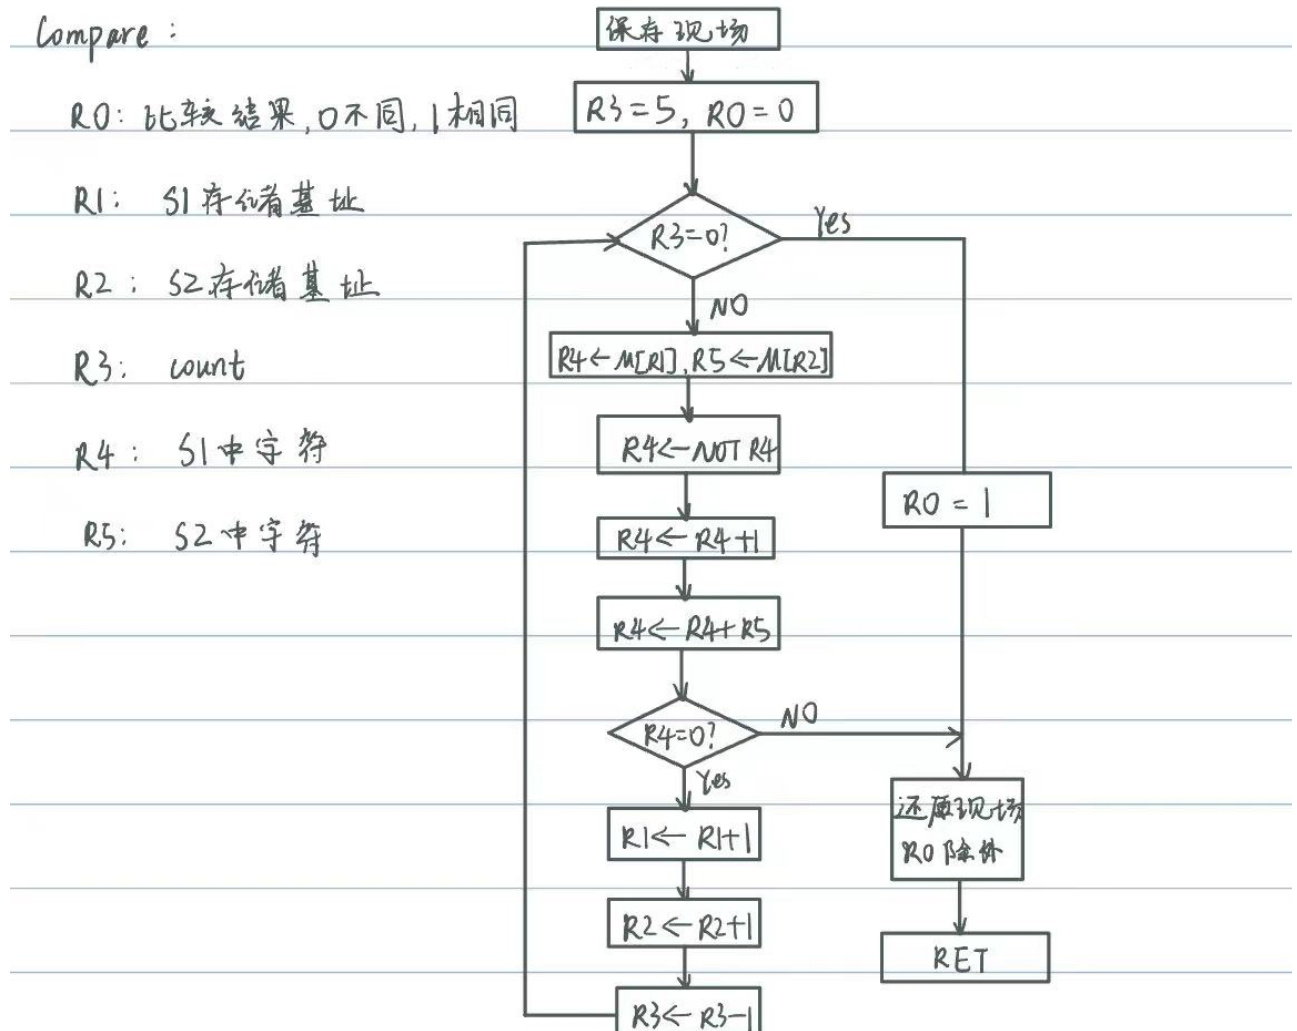 Compare:
R0: 比较结果,0不同,1相同
R1: S1存储基址
R2: S2存储基址
R3: count
R4: S1中字符
R5: S2中字符
保存现场
R3=5, R0=0
R3=0?
Yes
NO
R4←M[R1],R5←M[R2]
R4←NOT R4
R4←R4+1
R4←R4+R5
R4=0?
NO
Yes
R1←R1+1
R2←R2+1
R3←R3-1
R0=1
还原现场
R0除外
RET